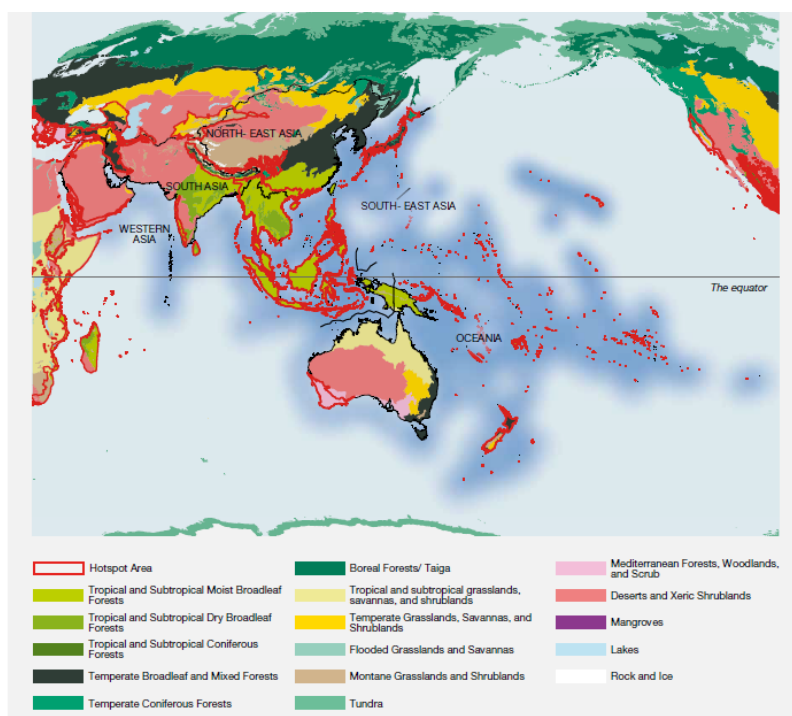 NORTH- EAST ASIA
SOUTH ASIA
SOUTH- EAST ASIA
WESTERN
ASIA
The equator
OCEANIA
Hotspot Area
Tropical and Subtropical Moist Broadleaf
Forests
Tropical and Subtropical Dry Broadleaf
Forests
Tropical and Subtropical Coniferous
Forests
Temperate Broadleaf and Mixed Forests
Temperate Coniferous Forests
Boreal Forests/ Taiga
Tropical and subtropical grasslands,
savannas, and shrublands
Temperate Grasslands, Savannas, and
Shrublands
Flooded Grasslands and Savannas
Montane Grasslands and Shrublands
Tundra
Mediterranean Forests, Woodlands,
and Scrub
Deserts and Xeric Shrublands
Mangroves
Lakes
Rock and Ice